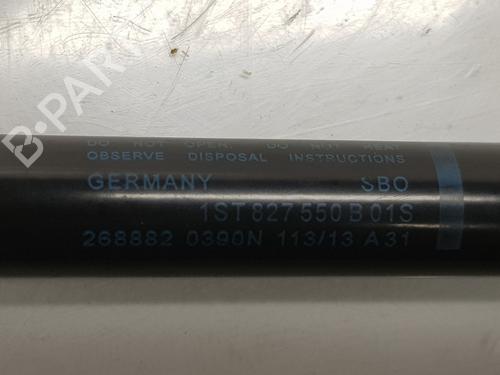 DO NOT OPEN. DO NOT HEAT
OBSERVE DISPOSAL INSTRUCTIONS
GERMANY SBO
1ST 827 550 B 01S
268882 0390N 113/13 A31
B-PARTS